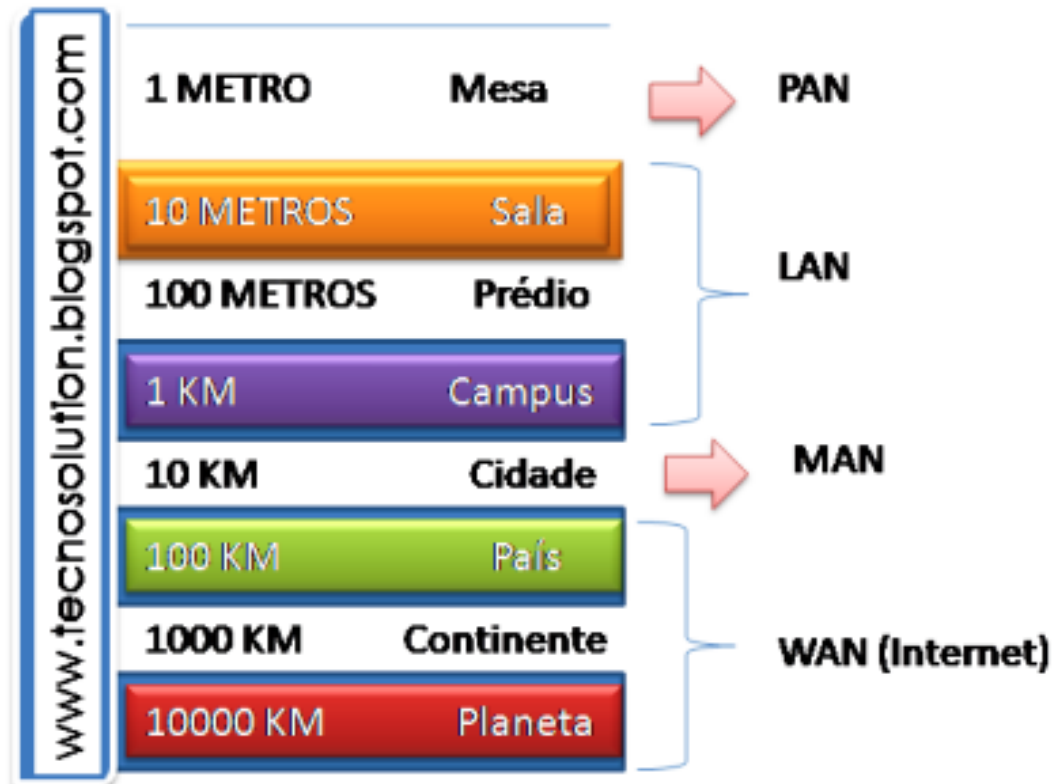 www.tecnosolution.blogspot.com
1 METRO Mesa PAN
10 METROS Sala
LAN
100 METROS Prédio
1 KM Campus
10 KM Cidade MAN
100 KM País
1000 KM Continente WAN (Internet)
10000 KM Planeta